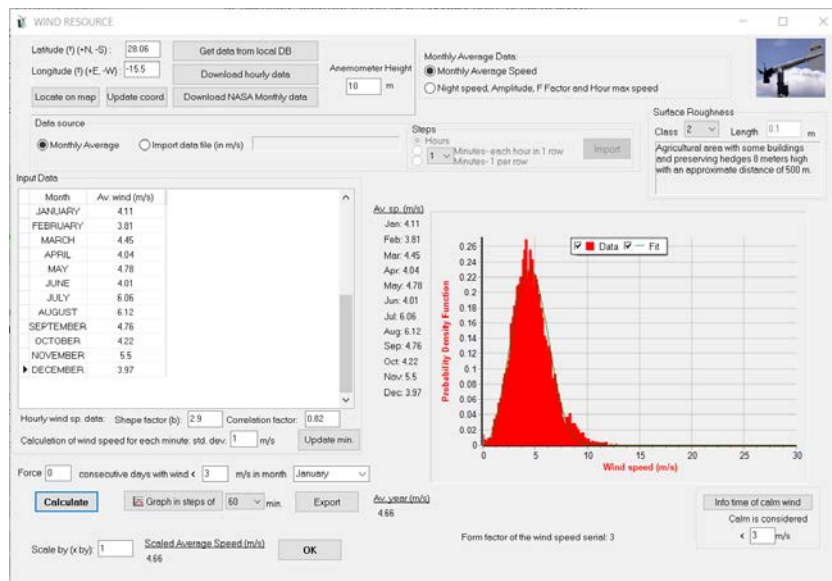 WIND RESOURCE
Latitude (º) (+N, -S) : 28.06 Get data from local DB
Longitude (º) (+E, -W) : -15.5 Download hourly data
Locate on map Update coord. Download NASA Monthly data
Anemometer Height
10 m
Monthly Average Data:
Monthly Average Speed
Night speed, Amplitude, F Factor and Hour max speed
Data source
Monthly Average Import data file (in m/s)
Steps
Hours
1 Minutes- each hour in 1 row
Minutes- 1 per row
Import
Surface Roughness
Class 2 Length 0.1 m
Agricultural area with some buildings
and preserving hedges 8 meters high
with an approximate distance of 500 m.
Input Data
Month Av. wind (m/s)
JANUARY 4.11
FEBRUARY 3.81
MARCH 4.45
APRIL 4.04
MAY 4.78
JUNE 4.01
JULY 6.06
AUGUST 6.12
SEPTEMBER 4.76
OCTOBER 4.22
NOVEMBER 5.5
DECEMBER 3.97
Av. sp. (m/s)
Jan: 4.11
Feb: 3.81
Mar: 4.45
Apr: 4.04
May: 4.78
Jun: 4.01
Jul: 6.06
Aug: 6.12
Sep: 4.76
Oct: 4.22
Nov: 5.5
Dec: 3.97
Data Fit
Probability Density Function
0.26
0.24
0.22
0.2
0.18
0.16
0.14
0.12
0.1
0.08
0.06
0.04
0.02
0
0 5 10 15 20 25 30
Wind speed (m/s)
Hourly wind sp. data: Shape factor (b): 2.9 Correlation factor: 0.82
Calculation of wind speed for each minute: std. dev. 1 m/s Update min.
Force 0 consecutive days with wind < 3 m/s in month January
Calculate Graph in steps of 60 min. Export
Av. year (m/s)
4.66
Scale by (x by): 1 Scaled Average Speed (m/s)
4.66
OK
Form factor of the wind speed serial: 3
Into time of calm wind
Calm is considered
< 3 m/s